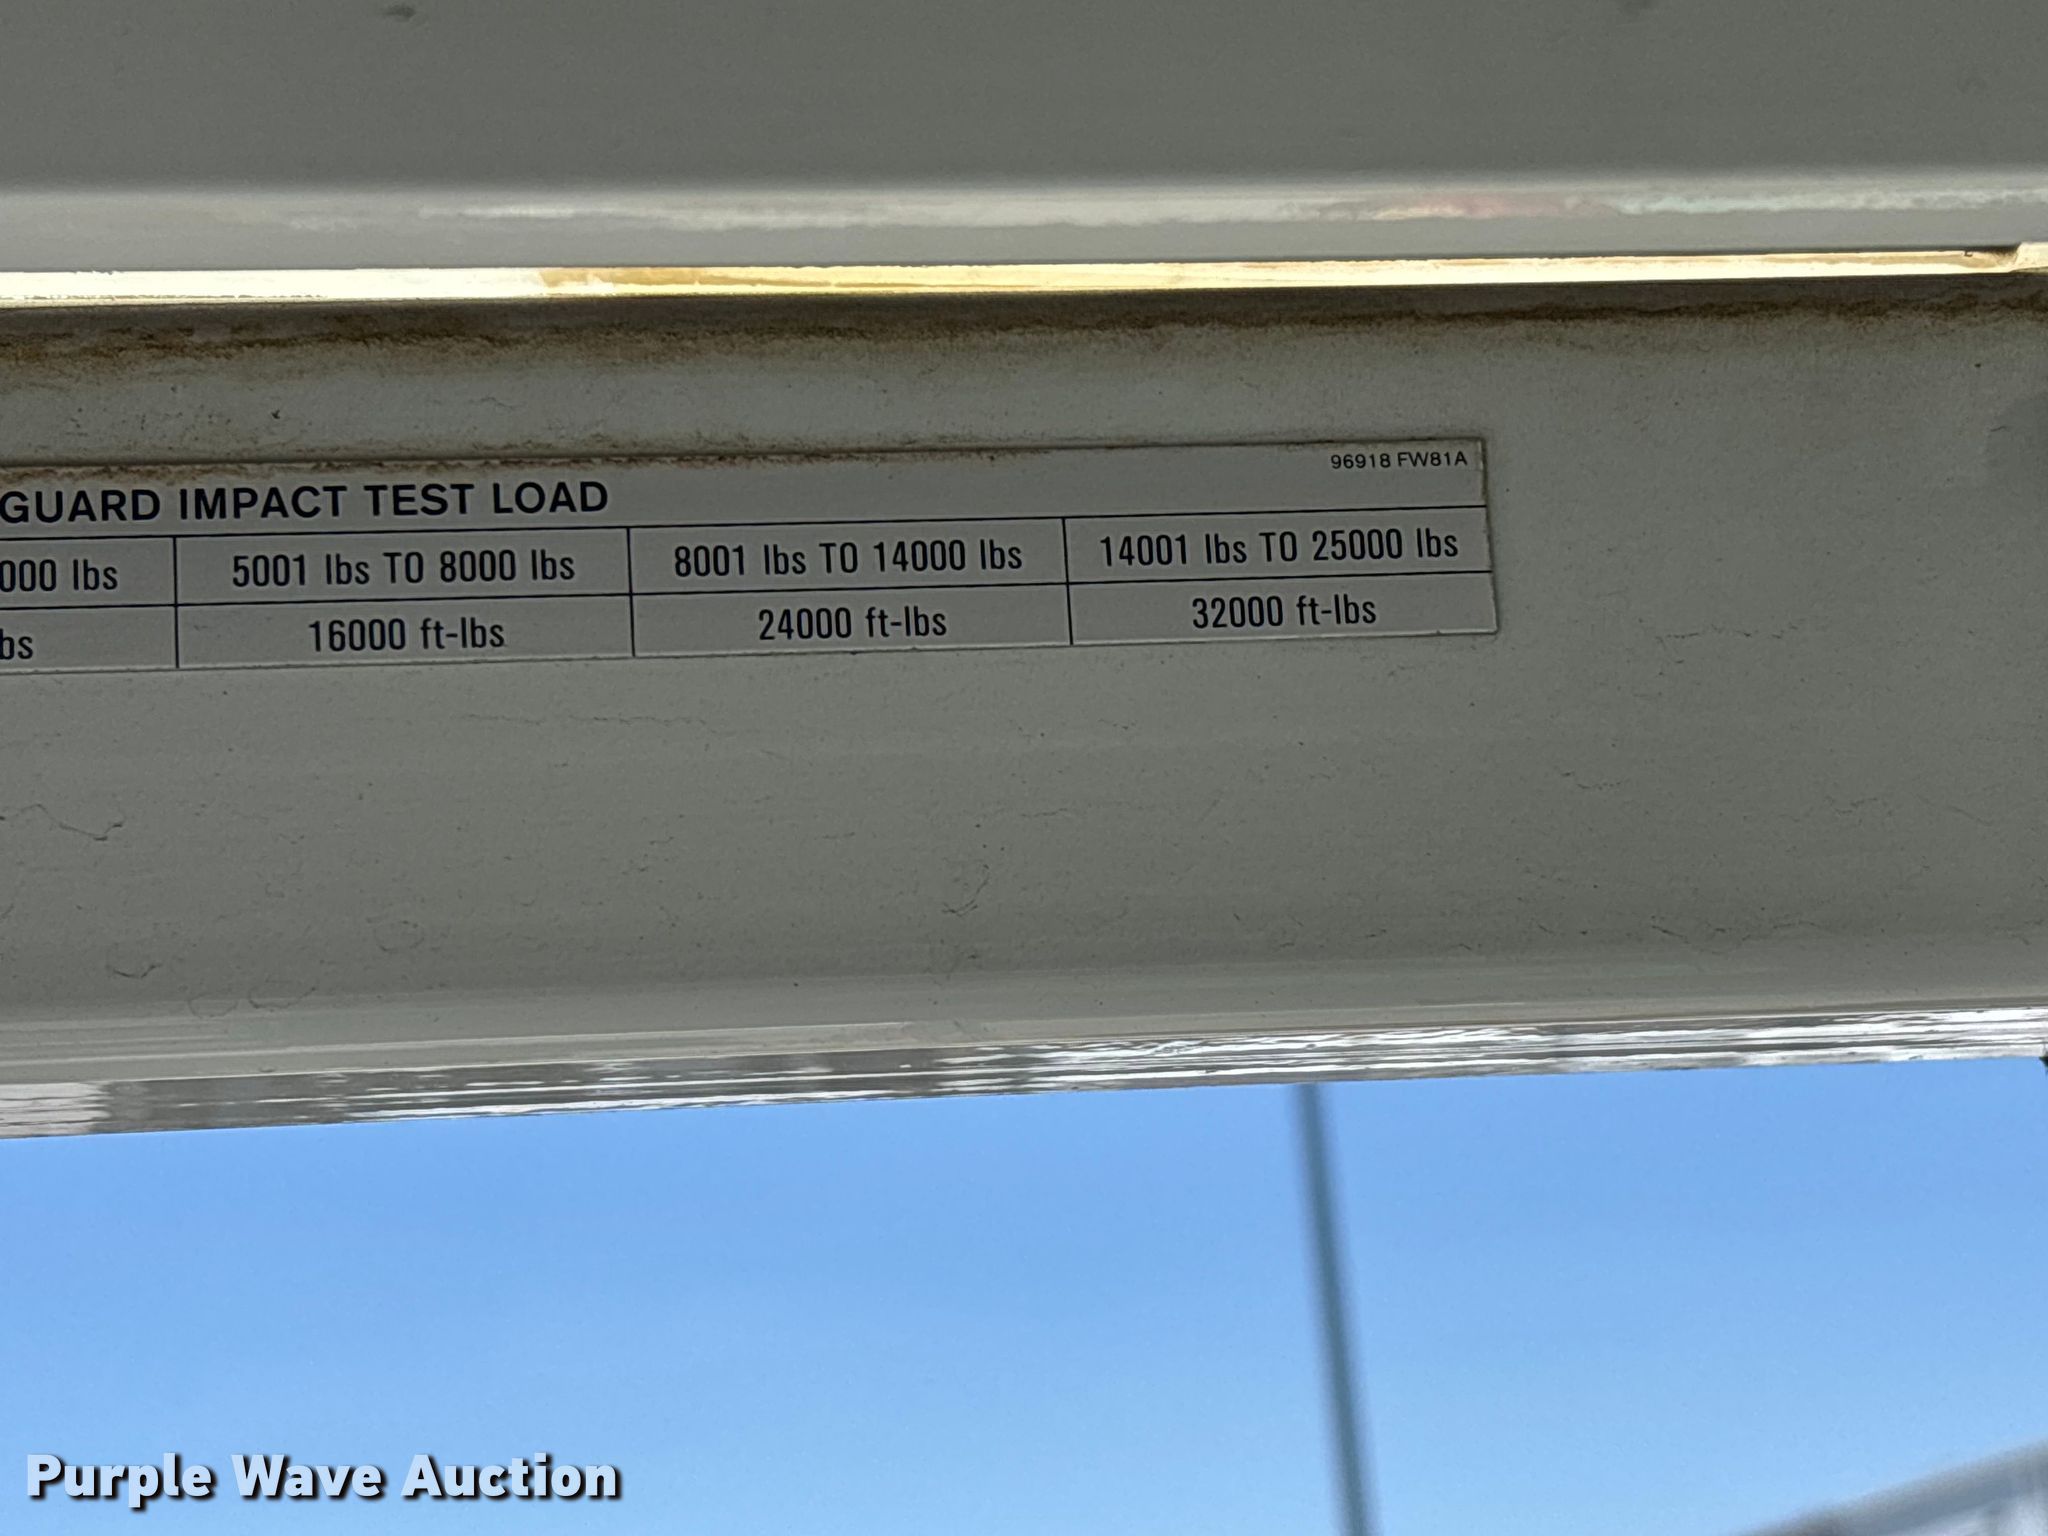 96918 FW81A
GUARD IMPACT TEST LOAD
000 lbs 5001 lbs TO 8000 lbs 8001 lbs TO 14000 lbs 14001 lbs TO 25000 lbs
bs 16000 ft-lbs 24000 ft-lbs 32000 ft-lbs
Purple Wave Auction